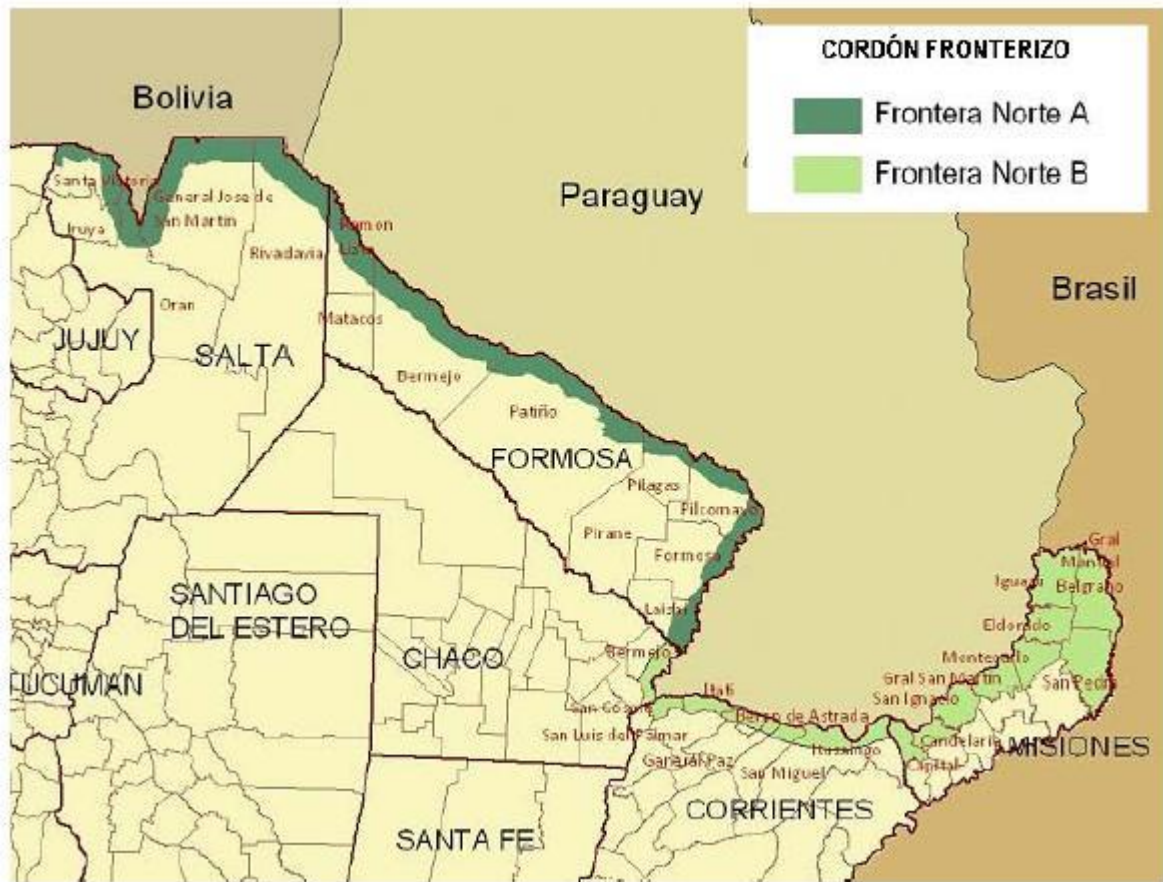 CORDÓN FRONTERIZO
Frontera Norte A
Frontera Norte B
Bolivia
Paraguay
Brasil
Santa Victoria
General Jose de
San Martin
Iruya
Rivadavia
Ramon
Lista
Oran
Matacos
JUJUY
SALTA
Bermejo
Patiño
FORMOSA
Pilagas
Pilcomayo
Pirane
Formosa
Gral
Manuel
Belgrano
Iguazu
SANTIAGO
DEL ESTERO
Laishi
Eldorado
CHACO
Bermejo
Montecarlo
TUCUMAN
Itati
Gral San Martin
San Pedro
San Ignacio
San Cosme
Beron de Astrada
San Luis del Palmar
Ituzaingo
Candelaria
MISIONES
General Paz
San Miguel
Capital
CORRIENTES
SANTA FE